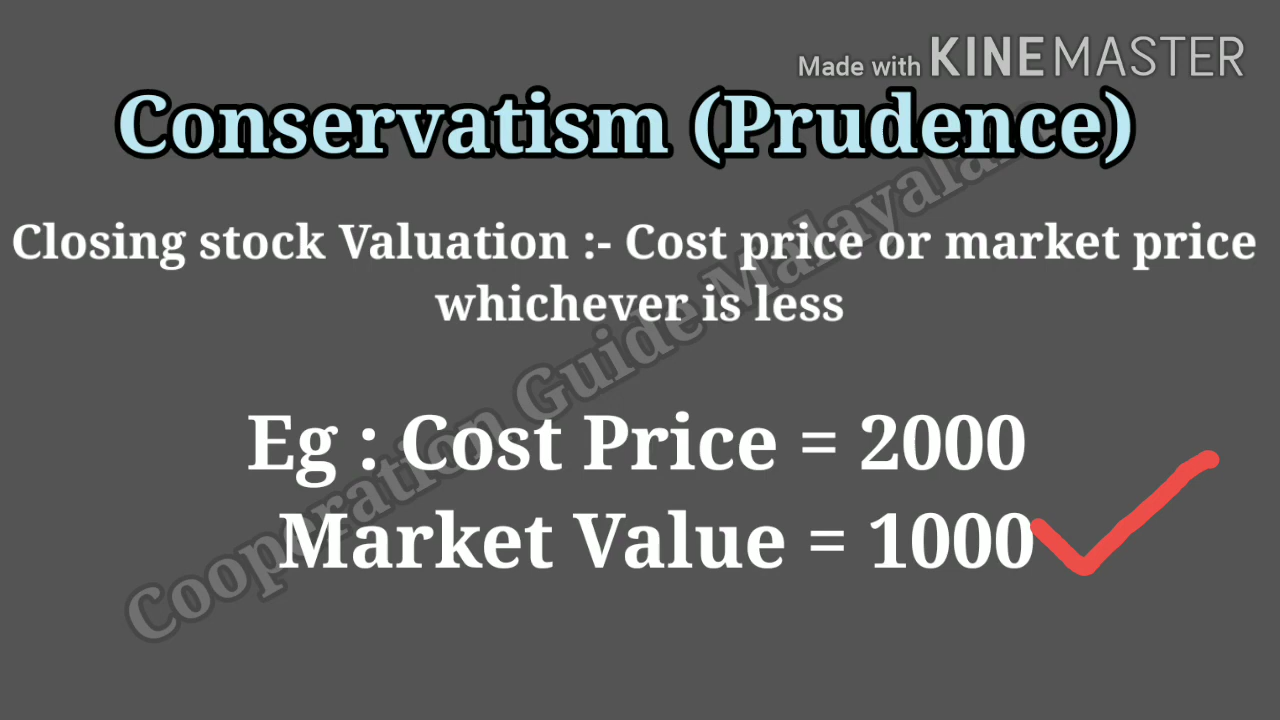 Made with KINEMASTER
Conservatism (Prudence)
Closing stock Valuation :- Cost price or market price
whichever is less
Eg : Cost Price = 2000
Market Value = 1000
Cooperation Guide Malayalam